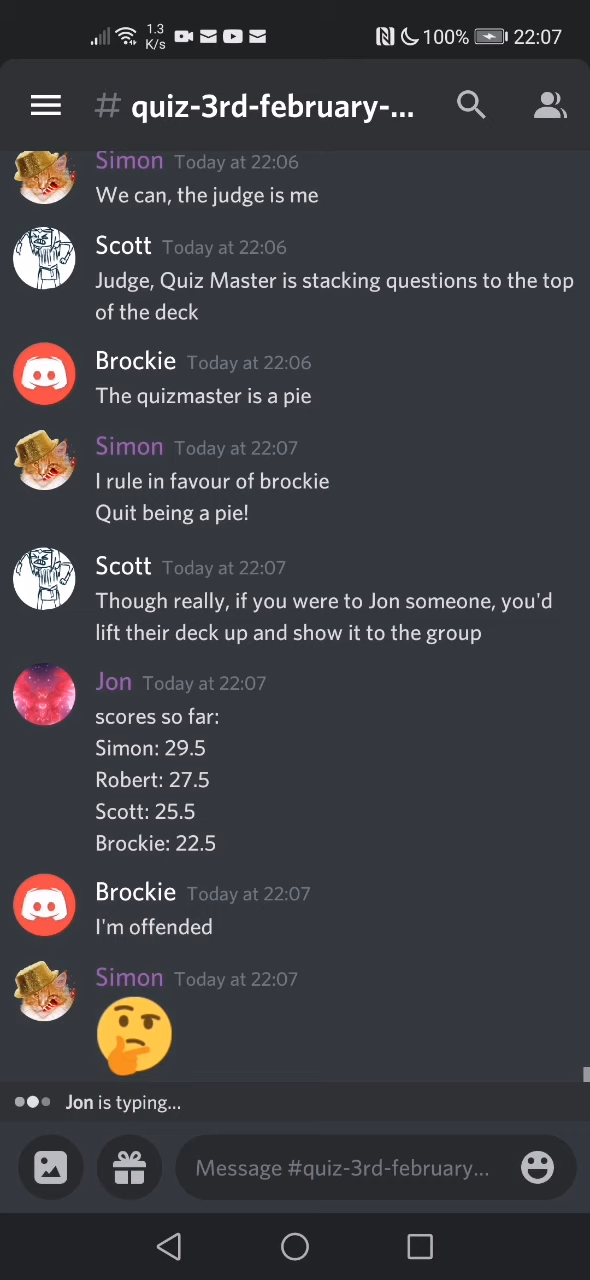 1.3
K/s
100%
22:07
# quiz-3rd-february-...
Simon Today at 22:06
We can, the judge is me
Scott Today at 22:06
Judge, Quiz Master is stacking questions to the top
of the deck
Brockie Today at 22:06
The quizmaster is a pie
Simon Today at 22:07
I rule in favour of brockie
Quit being a pie!
Scott Today at 22:07
Though really, if you were to Jon someone, you'd
lift their deck up and show it to the group
Jon Today at 22:07
scores so far:
Simon: 29.5
Robert: 27.5
Scott: 25.5
Brockie: 22.5
Brockie Today at 22:07
I'm offended
Simon Today at 22:07
Jon is typing...
Message #quiz-3rd-february...